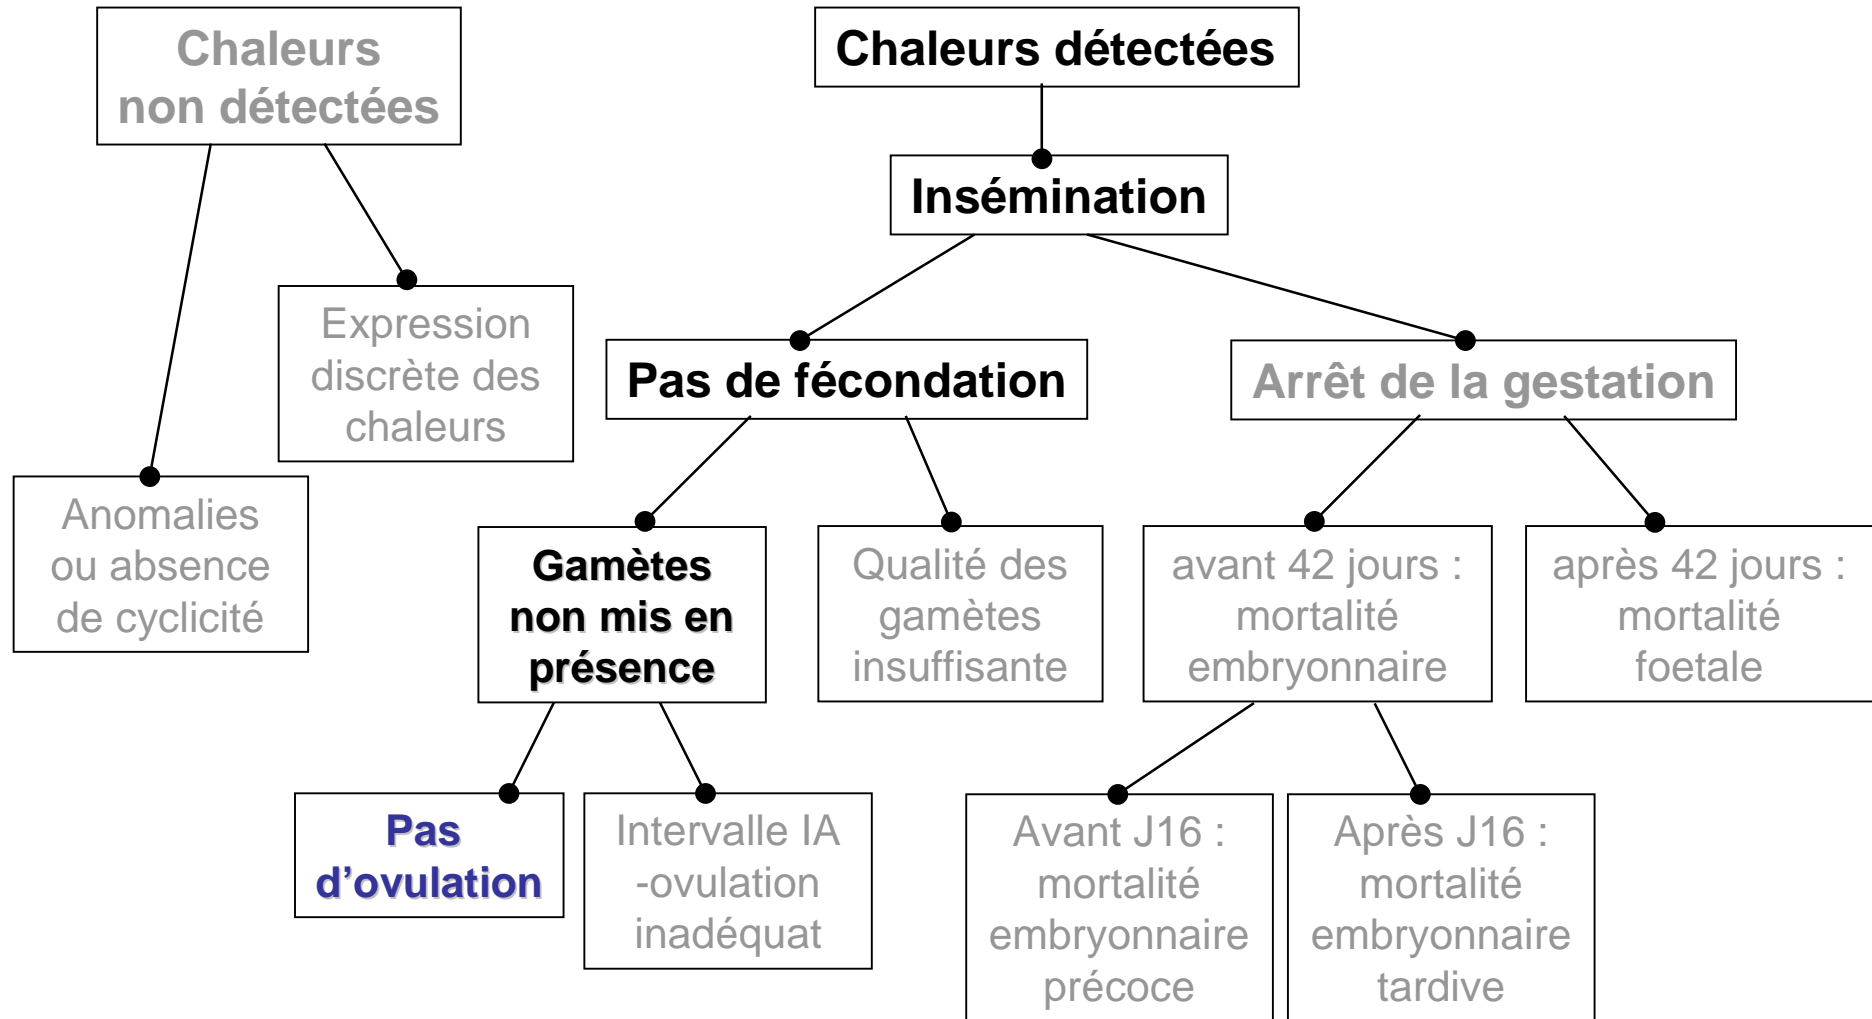 Chaleurs
non détectées
Chaleurs détectées
Insémination
Expression
discrète des
chaleurs
Pas de fécondation
Arrêt de la gestation
Anomalies
ou absence
de cyclicité
Gamètes
non mis en
présence
Qualité des
gamètes
insuffisante
avant 42 jours :
mortalité
embryonnaire
après 42 jours :
mortalité
foetale
Pas
d’ovulation
Intervalle IA
-ovulation
inadéquat
Avant J16 :
mortalité
embryonnaire
précoce
Après J16 :
mortalité
embryonnaire
tardive